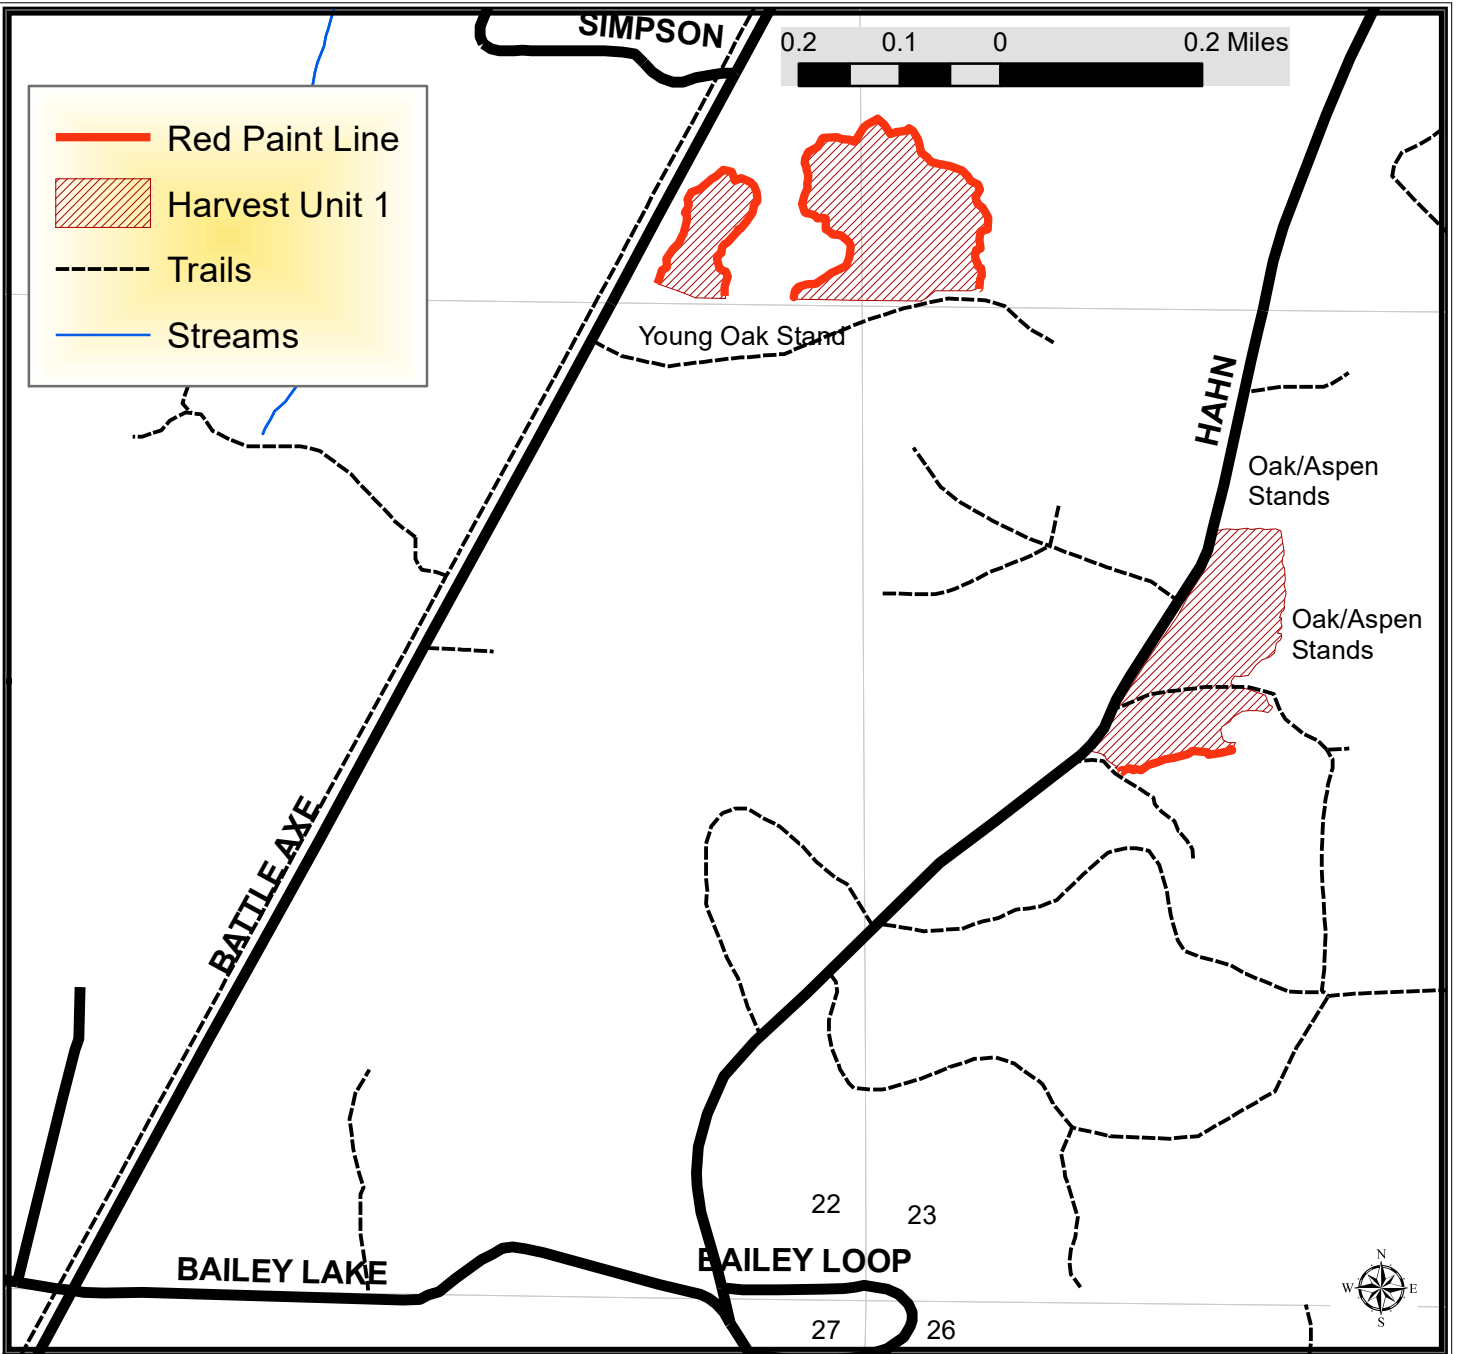 SIMPSON
0.2 0.1 0 0.2 Miles
Red Paint Line
Harvest Unit 1
Trails
Streams
Young Oak Stand
HAHN
Oak/Aspen
Stands
Oak/Aspen
Stands
BATTLE AXE
22
23
BAILEY LAKE
BAILEY LOOP
27
26
N
W E
S